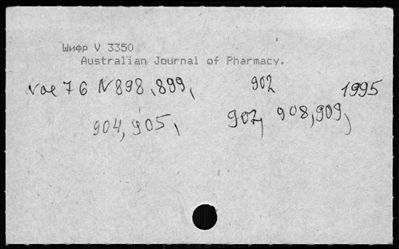 Шифр V 3350
Australian Journal of Pharmacy.
vol 76 N 898, 899, 902 1995
904, 905, 907, 908, 909,